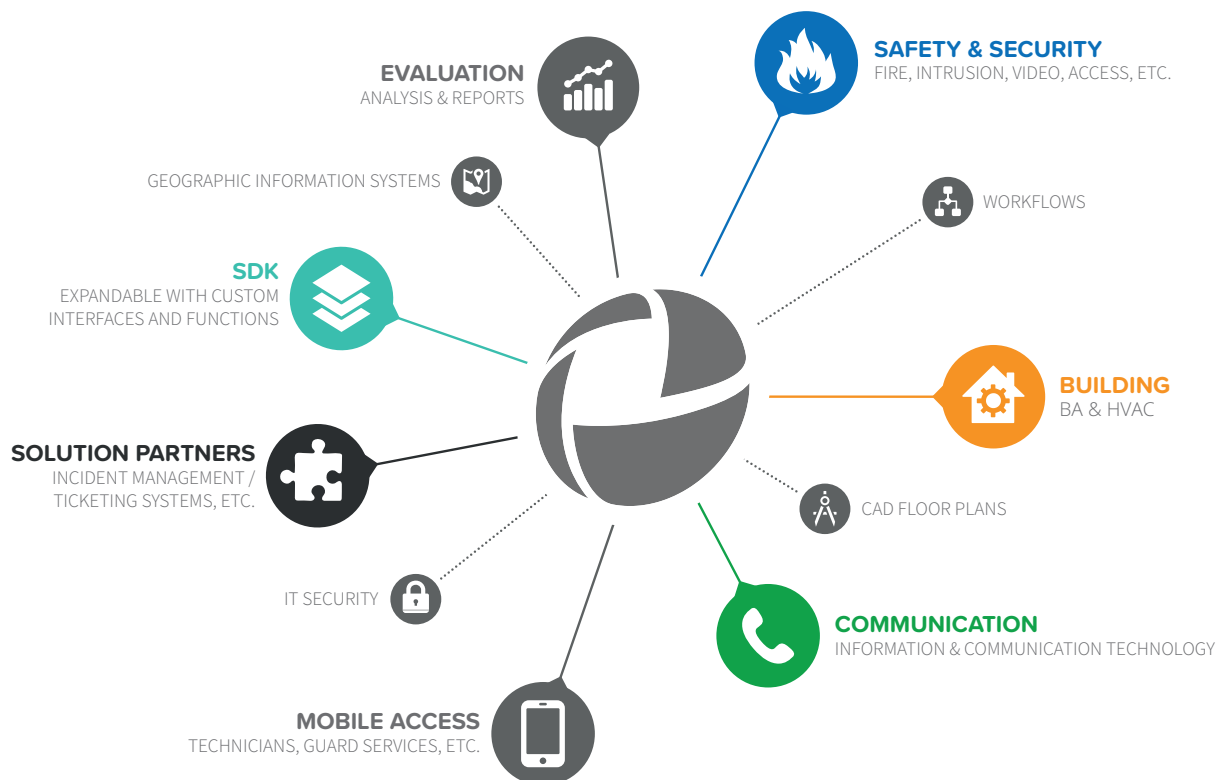 SAFETY & SECURITY
FIRE, INTRUSION, VIDEO, ACCESS, ETC.
EVALUATION
ANALYSIS & REPORTS
GEOGRAPHIC INFORMATION SYSTEMS
WORKFLOWS
SDK
EXPANDABLE WITH CUSTOM
INTERFACES AND FUNCTIONS
BUILDING
BA & HVAC
SOLUTION PARTNERS
INCIDENT MANAGEMENT /
TICKETING SYSTEMS, ETC.
CAD FLOOR PLANS
IT SECURITY
COMMUNICATION
INFORMATION & COMMUNICATION TECHNOLOGY
MOBILE ACCESS
TECHNICIANS, GUARD SERVICES, ETC.